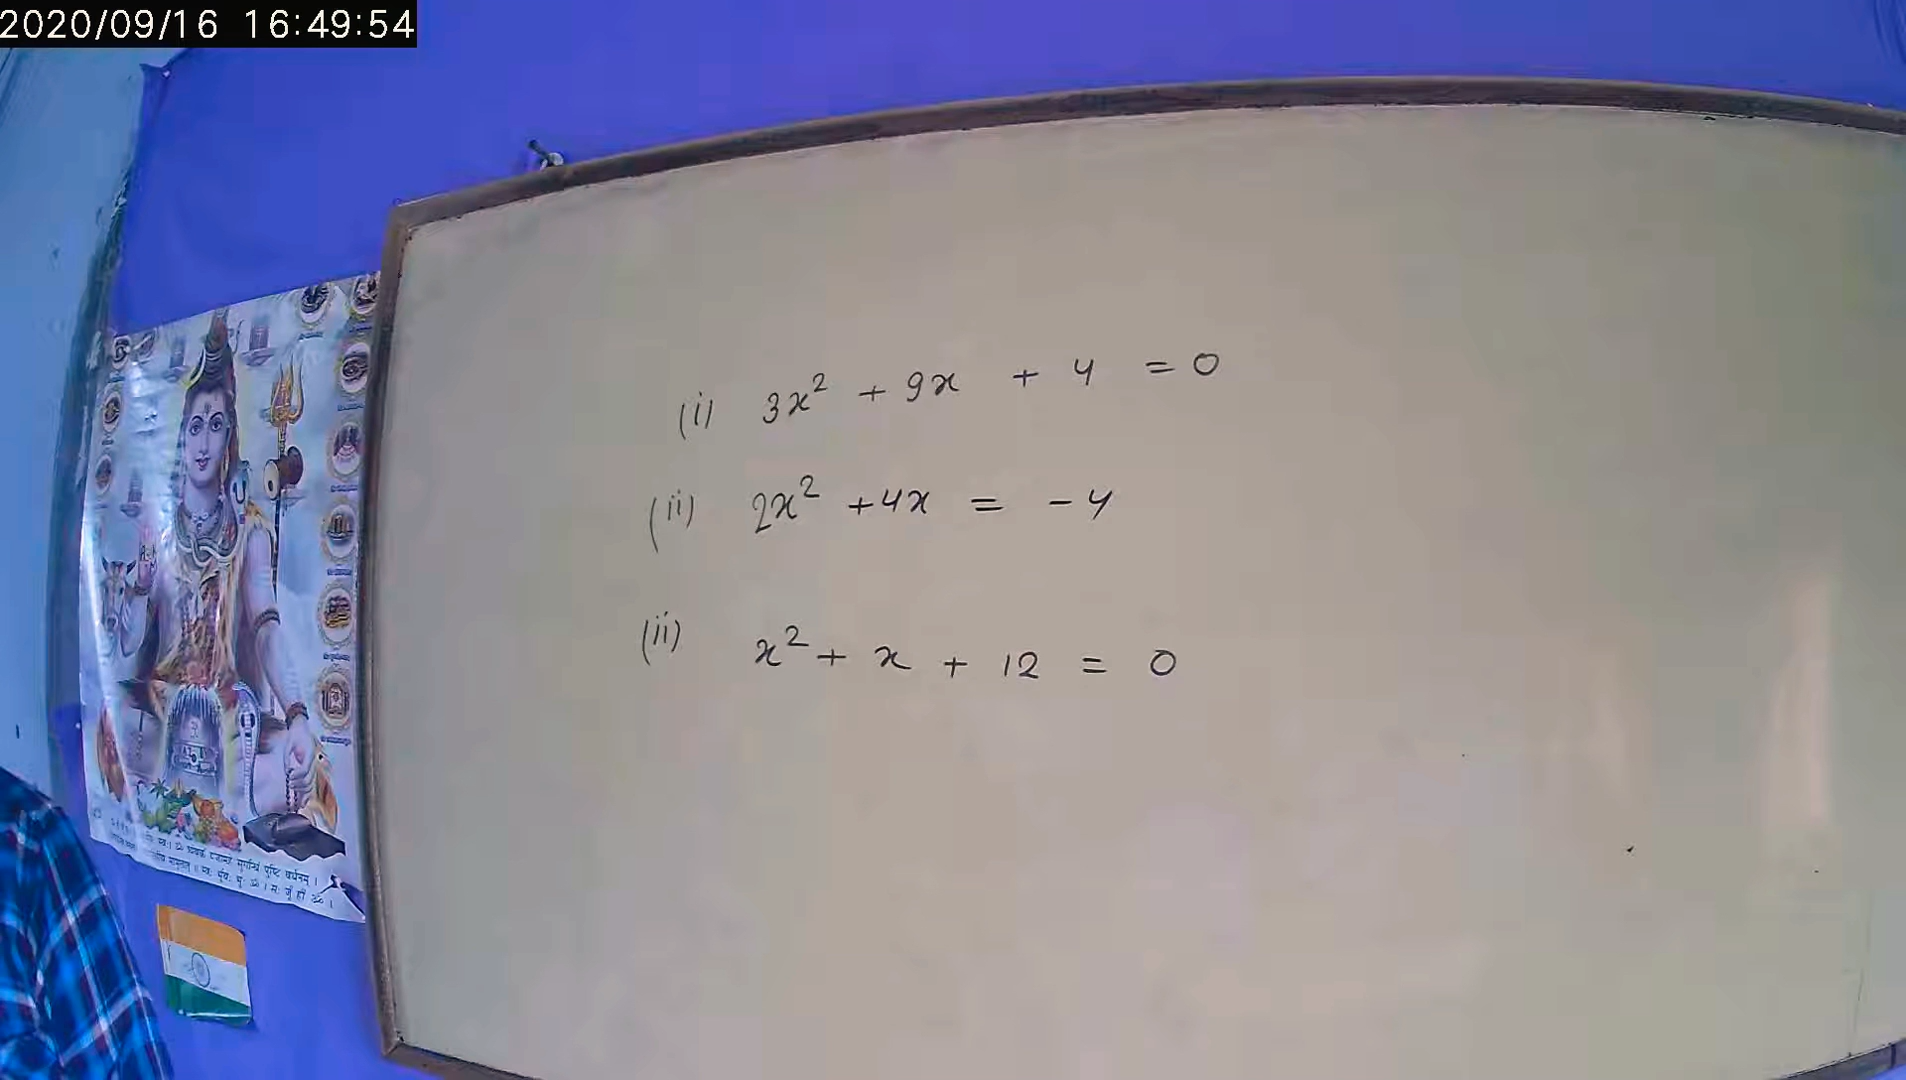 2020/09/16 16:49:54
(i) 3x² + 9x + 4 = 0
(ii) 2x² + 4x = - 4
(ii) x² + x + 12 = 0